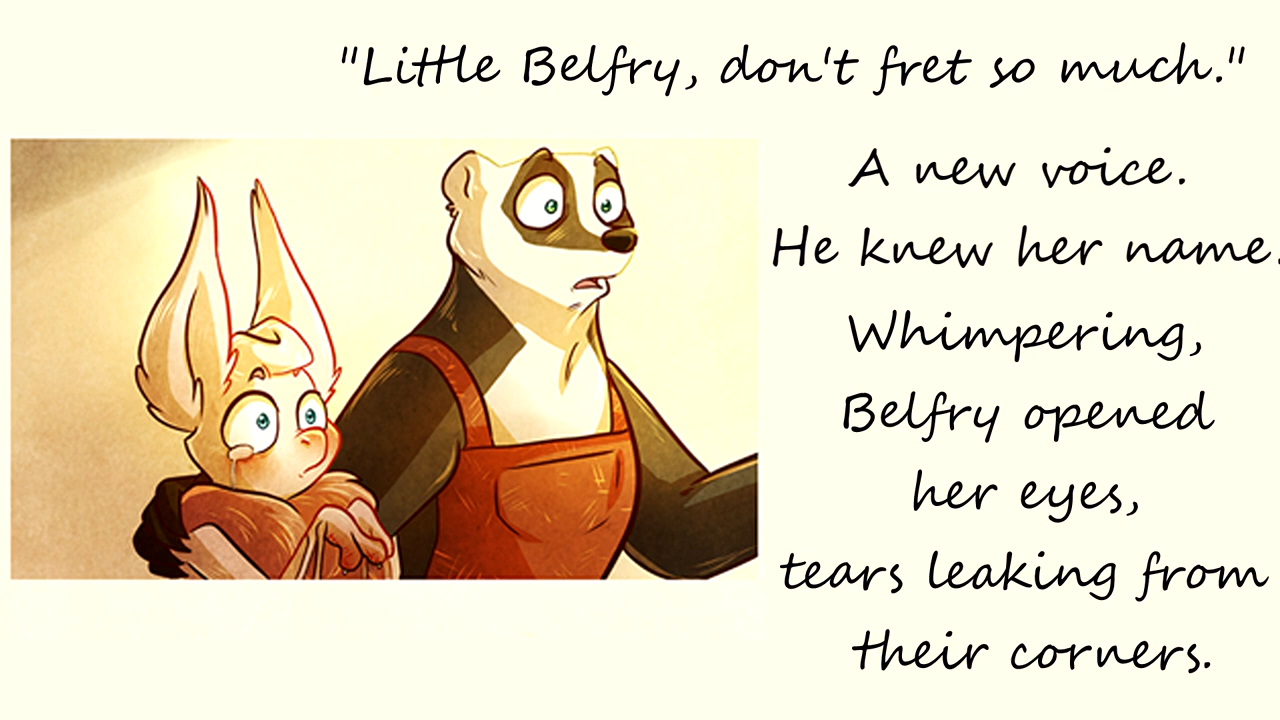 "Little Belfry, don't fret so much."
A new voice.
He knew her name.
Whimpering,
Belfry opened
her eyes,
tears leaking from
their corners.